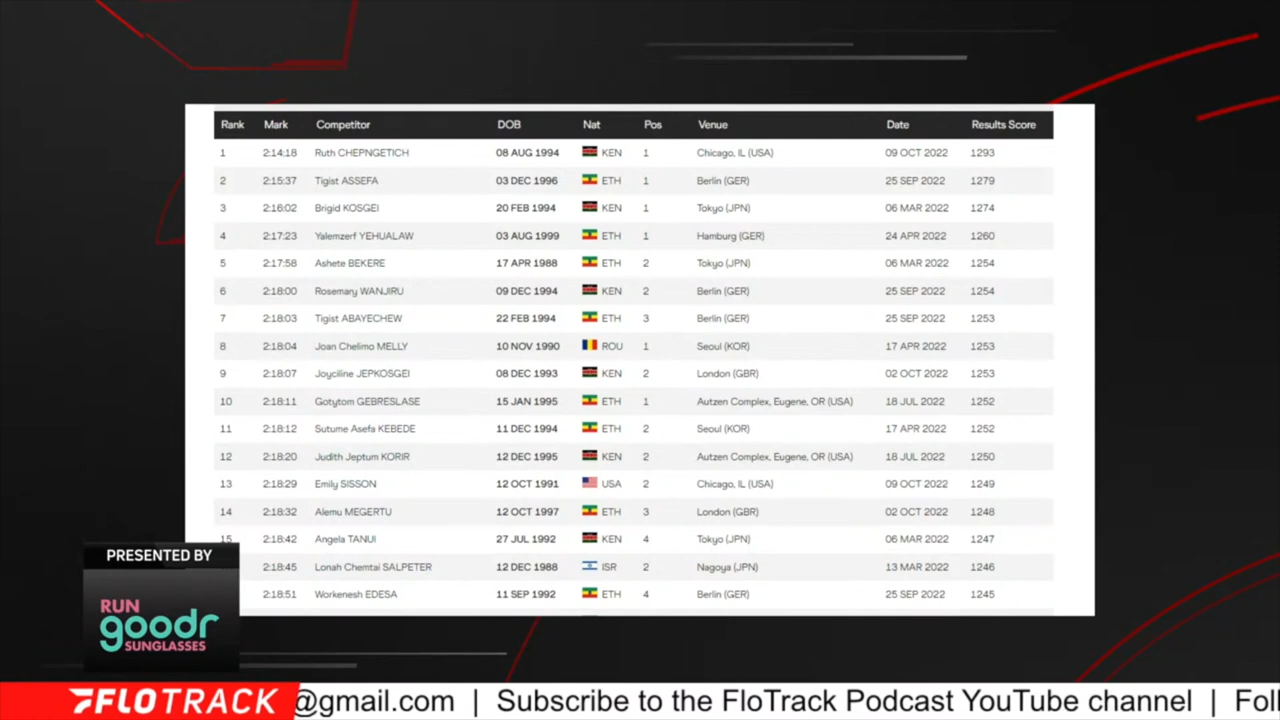 Rank Mark Competitor DOB Nat Pos Venue Date Results Score
1 2:14:18 Ruth CHEPNGETICH 08 AUG 1994 KEN 1 Chicago, IL (USA) 09 OCT 2022 1293
2 2:15:37 Tigist ASSEFA 03 DEC 1996 ETH 1 Berlin (GER) 25 SEP 2022 1279
3 2:16:02 Brigid KOSGEI 20 FEB 1994 KEN 1 Tokyo (JPN) 06 MAR 2022 1274
4 2:17:23 Yalemzerf YEHUALAW 03 AUG 1999 ETH 1 Hamburg (GER) 24 APR 2022 1260
5 2:17:58 Ashete BEKERE 17 APR 1988 ETH 2 Tokyo (JPN) 06 MAR 2022 1254
6 2:18:00 Rosemary WANJIRU 09 DEC 1994 KEN 2 Berlin (GER) 25 SEP 2022 1254
7 2:18:03 Tigist ABAYECHEW 22 FEB 1994 ETH 3 Berlin (GER) 25 SEP 2022 1253
8 2:18:04 Joan Chelimo MELLY 10 NOV 1990 ROU 1 Seoul (KOR) 17 APR 2022 1253
9 2:18:07 Joyciline JEPKOSGEI 08 DEC 1993 KEN 2 London (GBR) 02 OCT 2022 1253
10 2:18:11 Gotytom GEBRESLASE 15 JAN 1995 ETH 1 Autzen Complex, Eugene, OR (USA) 18 JUL 2022 1252
11 2:18:12 Sutume Asefa KEBEDE 11 DEC 1994 ETH 2 Seoul (KOR) 17 APR 2022 1252
12 2:18:20 Judith Jeptum KORIR 12 DEC 1995 KEN 2 Autzen Complex, Eugene, OR (USA) 18 JUL 2022 1250
13 2:18:29 Emily SISSON 12 OCT 1991 USA 2 Chicago, IL (USA) 09 OCT 2022 1249
14 2:18:32 Alemu MEGERTU 12 OCT 1997 ETH 3 London (GBR) 02 OCT 2022 1248
15 2:18:42 Angela TANUI 27 JUL 1992 KEN 4 Tokyo (JPN) 06 MAR 2022 1247
2:18:45 Lonah Chemtai SALPETER 12 DEC 1988 ISR 2 Nagoya (JPN) 13 MAR 2022 1246
2:18:51 Workenesh EDESA 11 SEP 1992 ETH 4 Berlin (GER) 25 SEP 2022 1245
PRESENTED BY
RUN
goodr
SUNGLASSES
FLOTRACK @gmail.com | Subscribe to the FloTrack Podcast YouTube channel | Foll